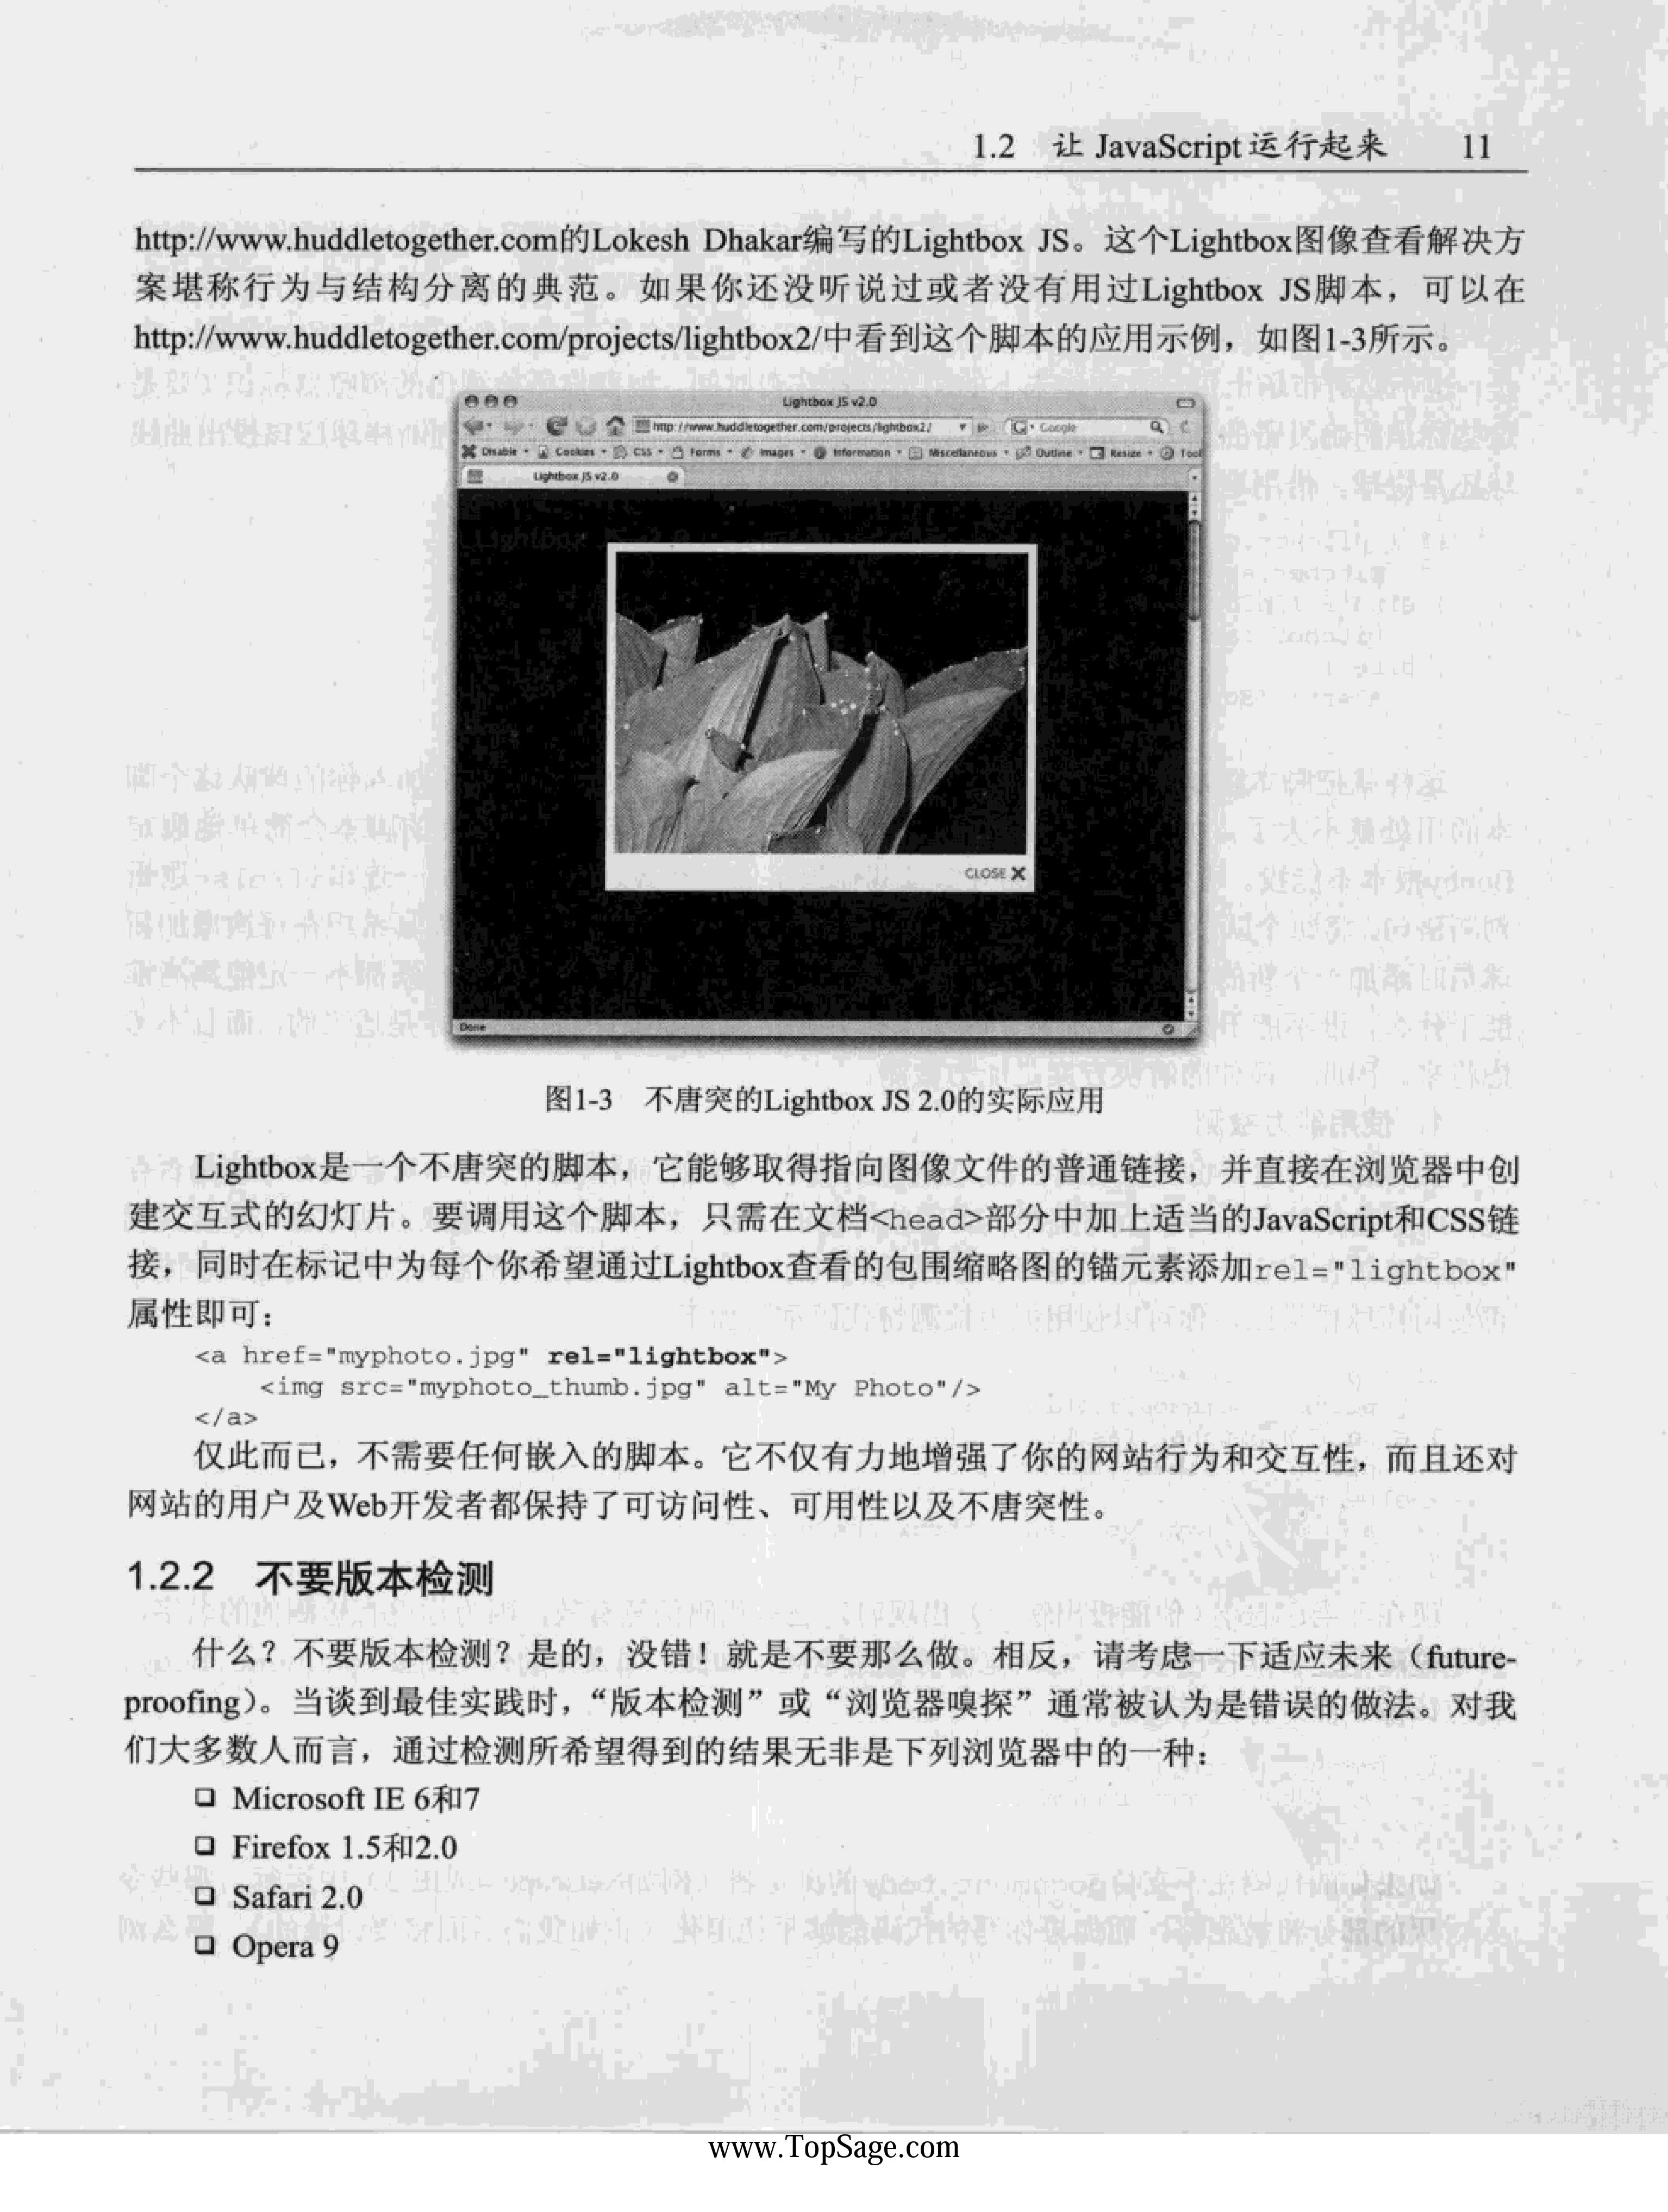 1.2 让 JavaScript 运行起来 11
http://www.huddletogether.com的Lokesh Dhakar编写的Lightbox JS。这个Lightbox图像查看解决方
案堪称行为与结构分离的典范。如果你还没听说过或者没有用过Lightbox JS脚本，可以在
http://www.huddletogether.com/projects/lightbox2/中看到这个脚本的应用示例，如图1-3所示。
Lightbox JS v2.0
http://www.huddletogether.com/projects/lightbox2/ Google
Disable Cookies CSS Forms Images Information Miscellaneous Outline Resize Tool
Lightbox JS v2.0
CLOSE X
Done
图1-3 不唐突的Lightbox JS 2.0的实际应用
Lightbox是一个不唐突的脚本，它能够取得指向图像文件的普通链接，并直接在浏览器中创
建交互式的幻灯片。要调用这个脚本，只需在文档<head>部分中加上适当的JavaScript和CSS链
接，同时在标记中为每个你希望通过Lightbox查看的包围缩略图的锚元素添加rel="lightbox"
属性即可：
<a href="myphoto.jpg" rel="lightbox">
<img src="myphoto_thumb.jpg" alt="My Photo"/>
</a>
仅此而已，不需要任何嵌入的脚本。它不仅有力地增强了你的网站行为和交互性，而且还对
网站的用户及Web开发者都保持了可访问性、可用性以及不唐突性。
1.2.2 不要版本检测
什么？不要版本检测？是的，没错！就是不要那么做。相反，请考虑一下适应未来（future-
proofing）。当谈到最佳实践时，“版本检测”或“浏览器嗅探”通常被认为是错误的做法。对我
们大多数人而言，通过检测所希望得到的结果无非是下列浏览器中的一种：
❑ Microsoft IE 6和7
❑ Firefox 1.5和2.0
❑ Safari 2.0
❑ Opera 9
www.TopSage.com